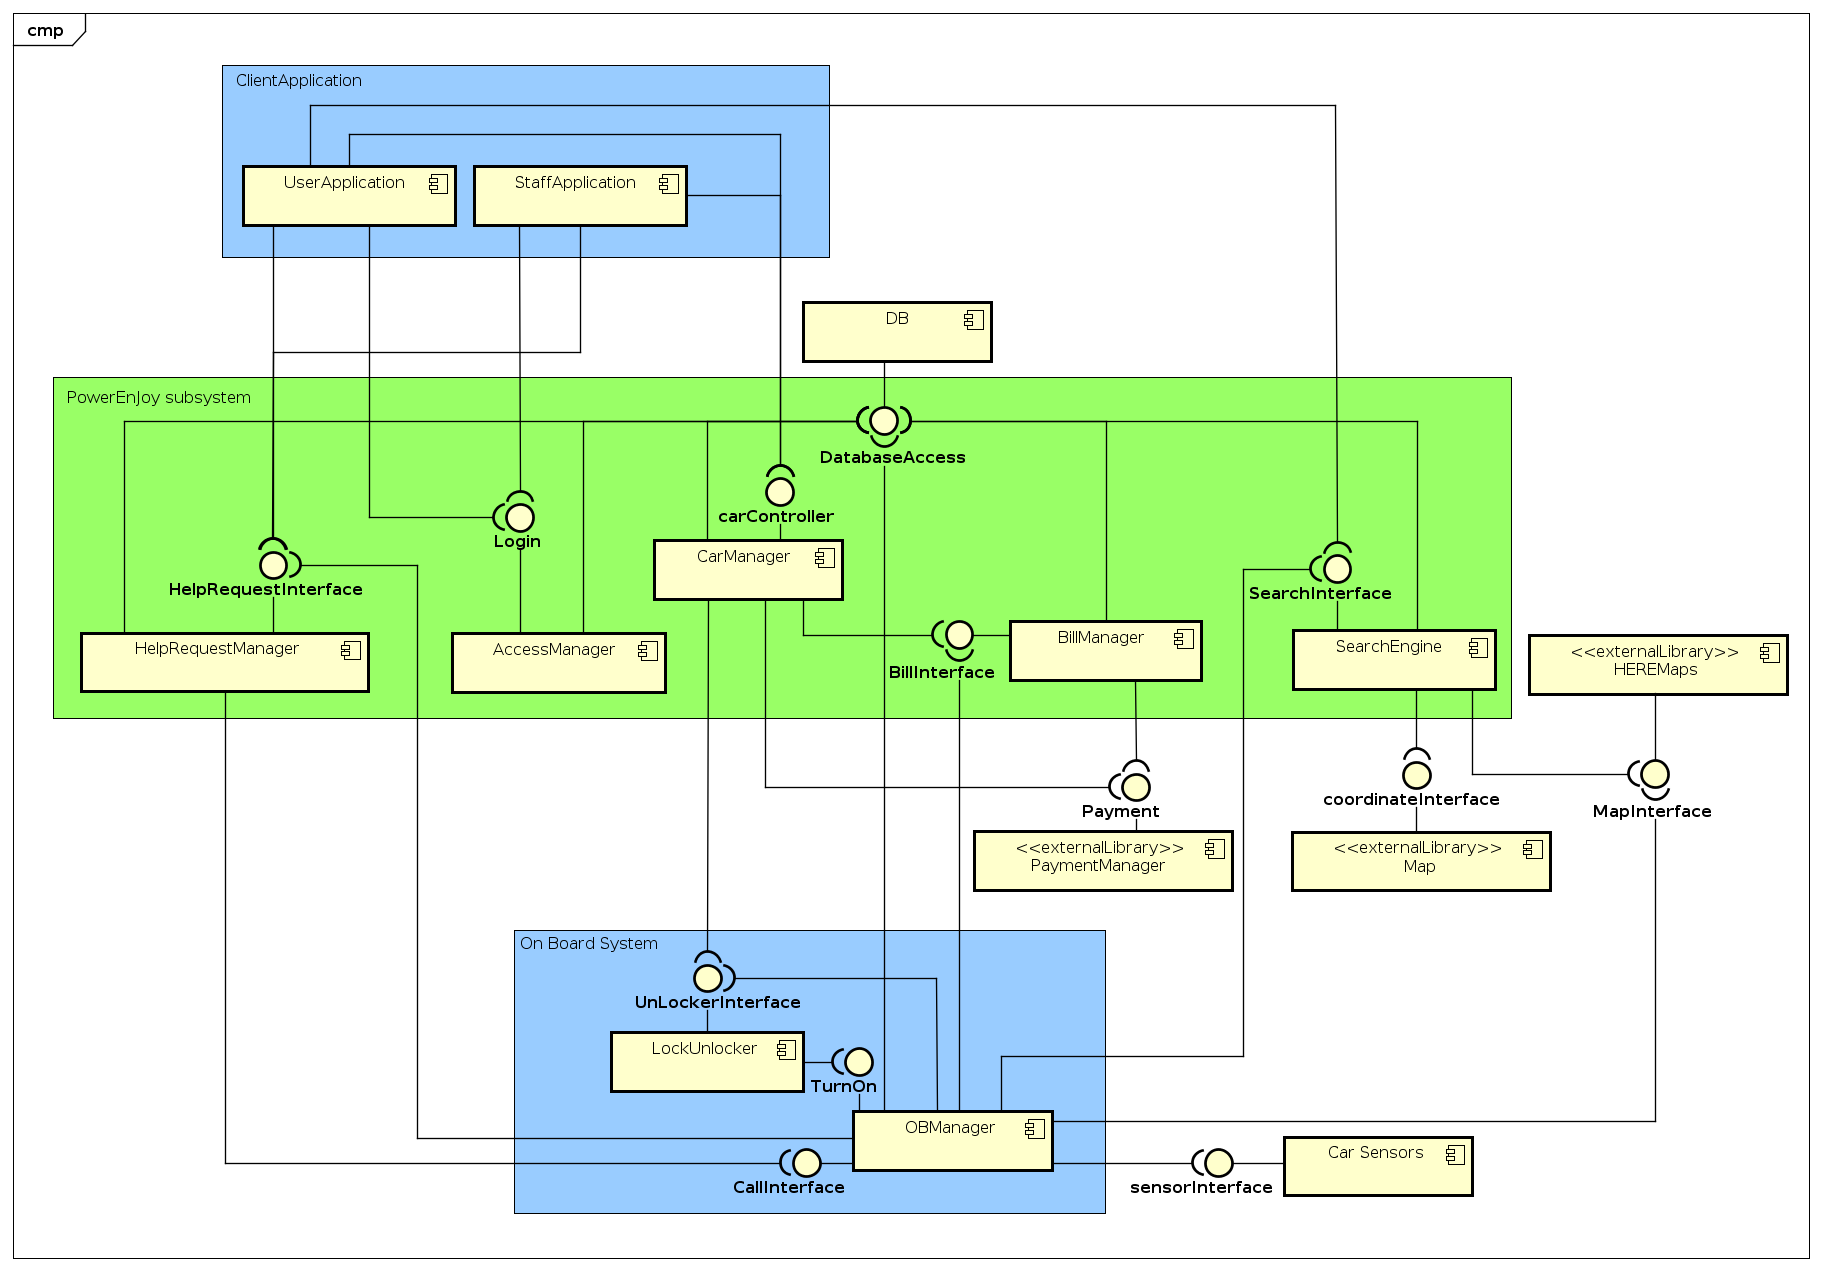 cmp
ClientApplication
UserApplication
StaffApplication
DB
PowerEnJoy subsystem
DatabaseAccess
carController
Login
CarManager
HelpRequestInterface
SearchInterface
HelpRequestManager
AccessManager
BillManager
SearchEngine
<<externalLibrary>>
HEREMaps
BillInterface
coordinateInterface
Payment
MapInterface
<<externalLibrary>>
PaymentManager
<<externalLibrary>>
Map
On Board System
UnLockerInterface
LockUnlocker
TurnOn
OBManager
Car Sensors
CallInterface
sensorInterface